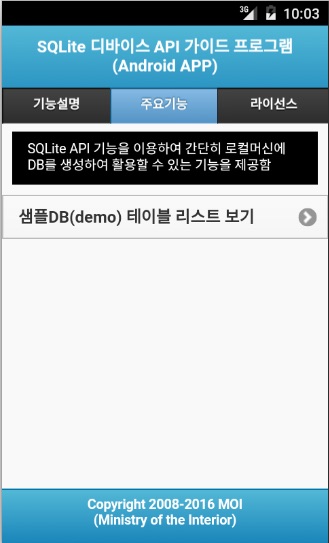 3G 10:03
SQLite 디바이스 API 가이드 프로그램
(Android APP)
기능설명 주요기능 라이선스
SQLite API 기능을 이용하여 간단히 로컬머신에
DB를 생성하여 활용할 수 있는 기능을 제공함
샘플DB(demo) 테이블 리스트 보기
Copyright 2008-2016 MOI
(Ministry of the Interior)